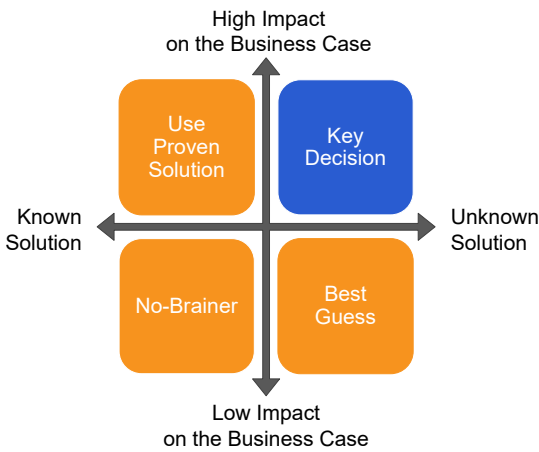 High Impact
on the Business Case
Use
Proven
Solution
Key
Decision
Known
Solution
Unknown
Solution
No-Brainer
Best
Guess
Low Impact
on the Business Case